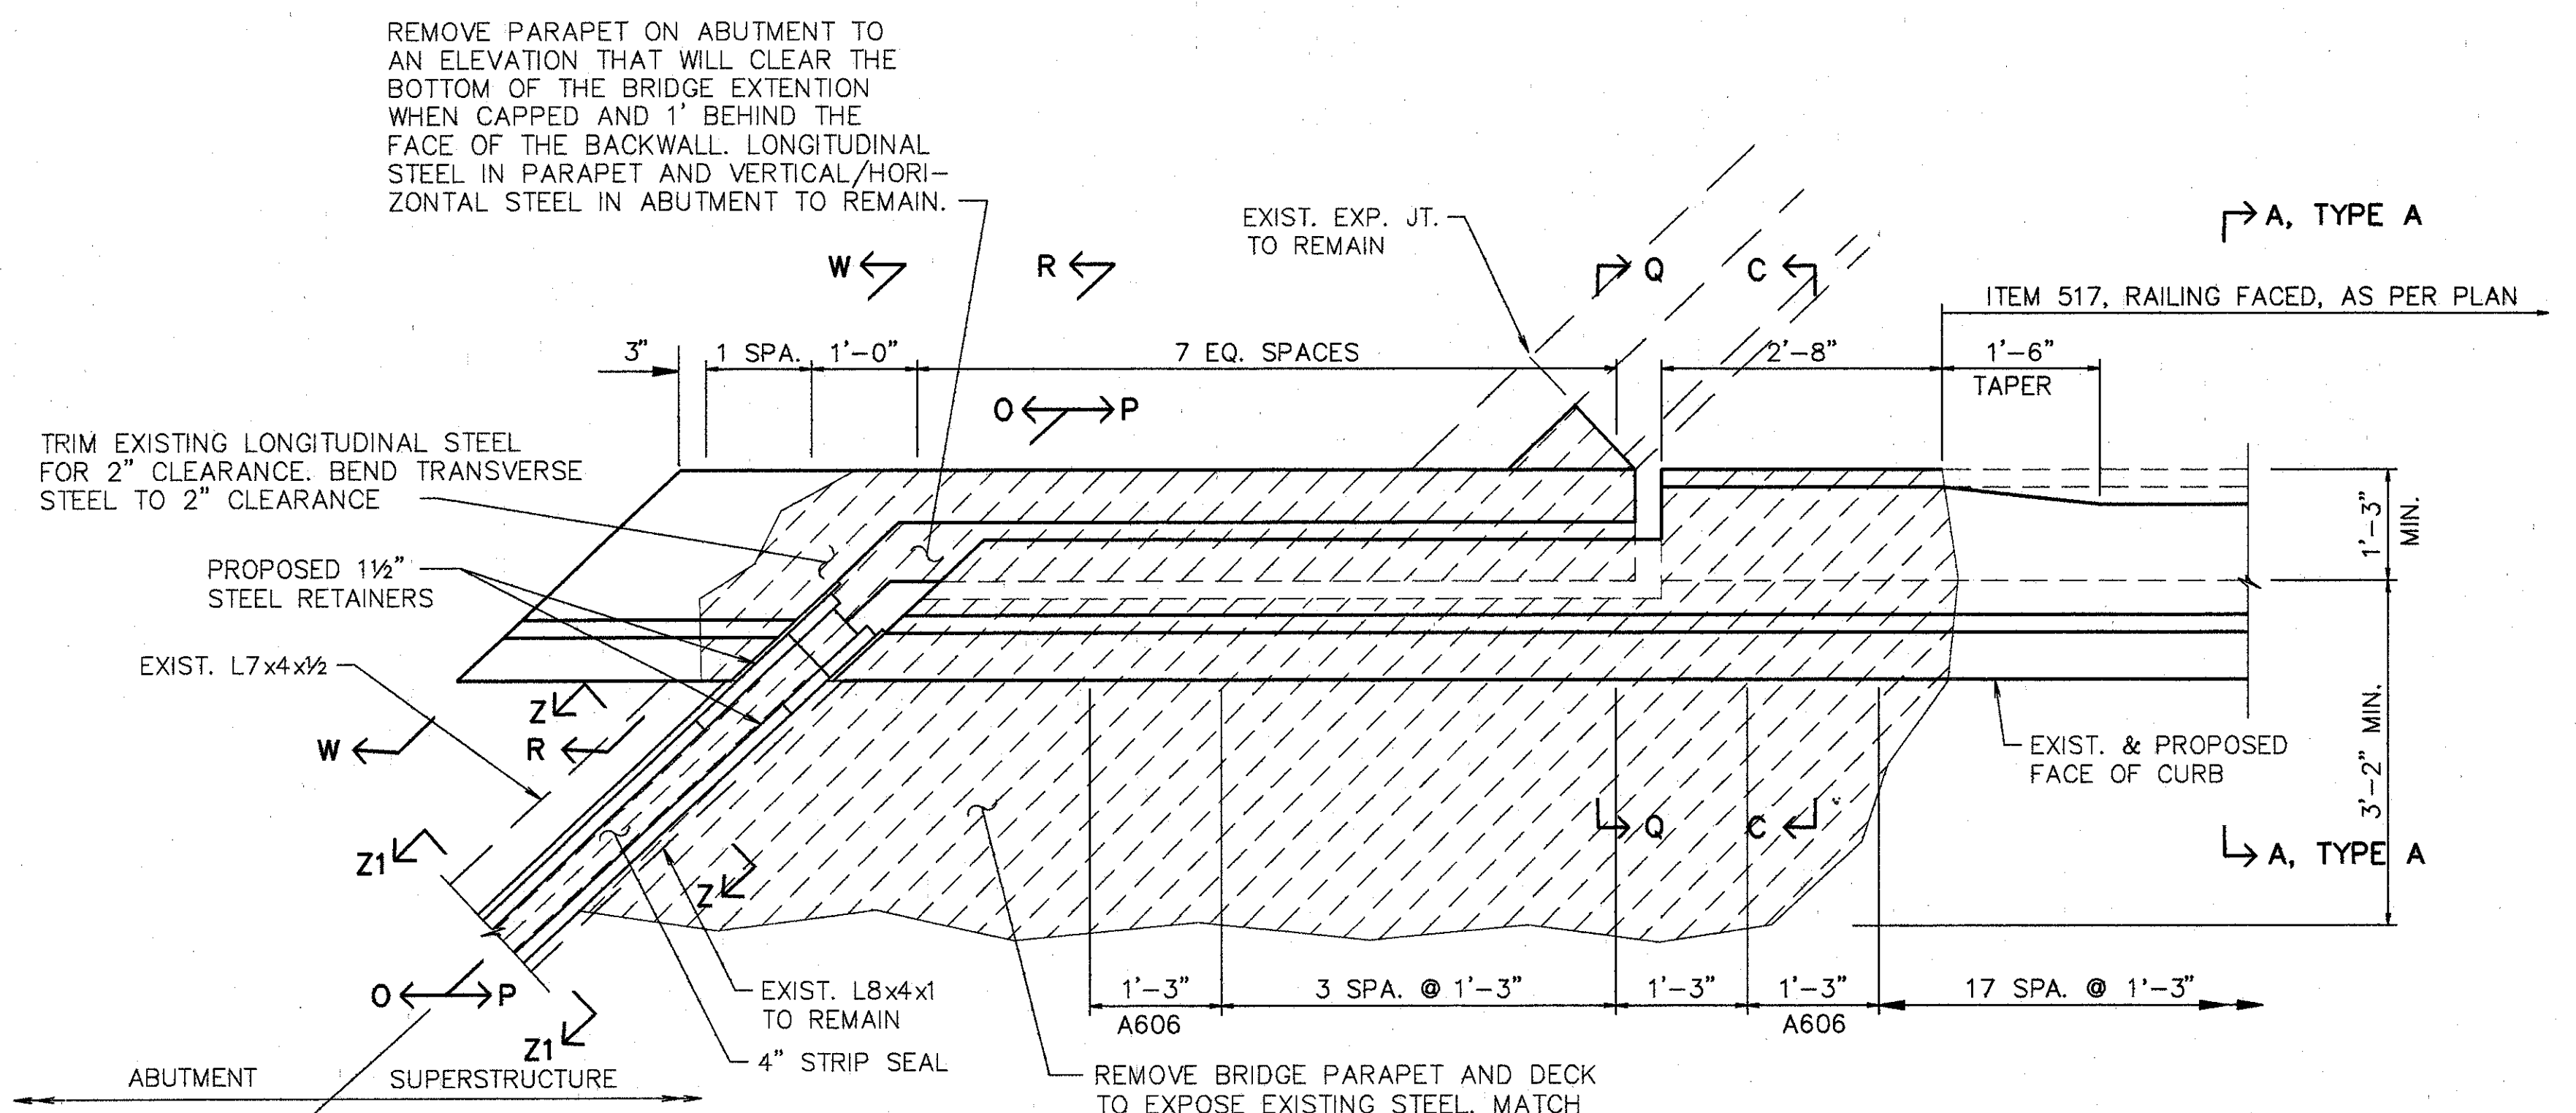 REMOVE PARAPET ON ABUTMENT TO
AN ELEVATION THAT WILL CLEAR THE
BOTTOM OF THE BRIDGE EXTENTION
WHEN CAPPED AND 1' BEHIND THE
FACE OF THE BACKWALL. LONGITUDINAL
STEEL IN PARAPET AND VERTICAL/HORI-
ZONTAL STEEL IN ABUTMENT TO REMAIN.
EXIST. EXP. JT.
TO REMAIN
A, TYPE A
W
R
Q
C
ITEM 517, RAILING FACED, AS PER PLAN
3"
1 SPA.
1'-0"
7 EQ. SPACES
2'-8"
1'-6"
TAPER
O
P
TRIM EXISTING LONGITUDINAL STEEL
FOR 2" CLEARANCE. BEND TRANSVERSE
STEEL TO 2" CLEARANCE
1'-3"
MIN.
PROPOSED 1½"
STEEL RETAINERS
EXIST. L7x4x½
Z
W
R
EXIST. & PROPOSED
FACE OF CURB
3'-2" MIN.
Q
C
A, TYPE A
Z1
Z
O
P
EXIST. L8x4x1
TO REMAIN
1'-3"
3 SPA. @ 1'-3"
1'-3"
1'-3"
17 SPA. @ 1'-3"
A606
A606
Z1
4" STRIP SEAL
ABUTMENT
SUPERSTRUCTURE
REMOVE BRIDGE PARAPET AND DECK
TO EXPOSE EXISTING STEEL. MATCH